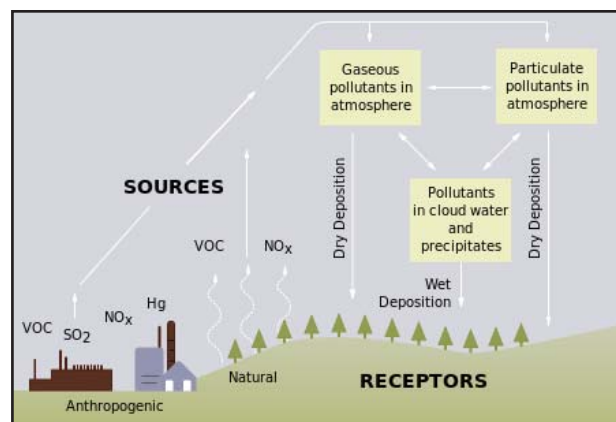 Gaseous
pollutants in
atmosphere
Particulate
pollutants in
atmosphere
SOURCES
Dry Deposition
Pollutants
in cloud water
and
precipitates
Dry Deposition
VOC
NOx
Wet
Deposition
VOC
SO2
NOx
Hg
Natural
RECEPTORS
Anthropogenic